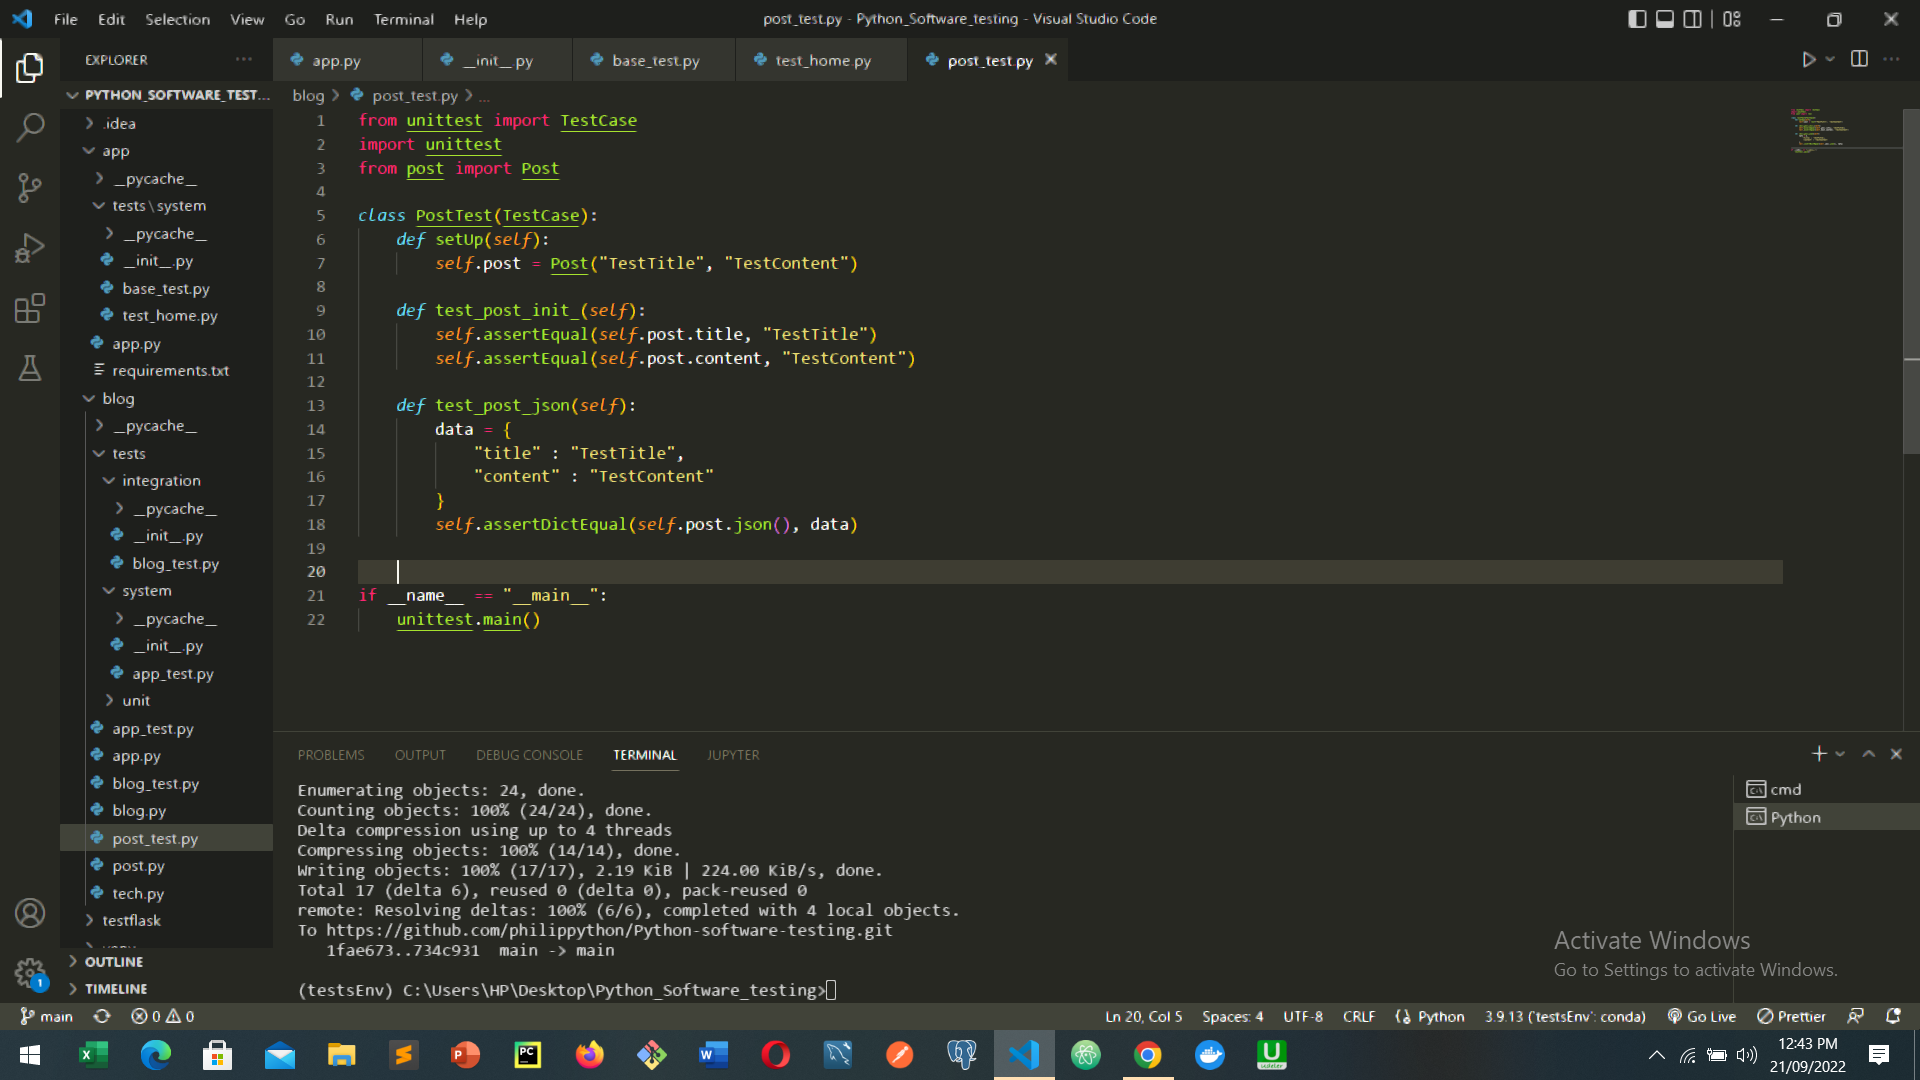 File Edit Selection View Go Run Terminal Help
post_test.py - Python_Software_testing - Visual Studio Code
EXPLORER
app.py
__init__.py
base_test.py
test_home.py
post_test.py
PYTHON_SOFTWARE_TEST...
blog > post_test.py > ...
.idea
app
__pycache__
tests\system
__pycache__
__init__.py
base_test.py
test_home.py
app.py
requirements.txt
blog
__pycache__
tests
integration
__pycache__
__init__.py
blog_test.py
system
__pycache__
__init__.py
app_test.py
unit
app_test.py
app.py
blog_test.py
blog.py
post_test.py
post.py
tech.py
testflask
OUTLINE
TIMELINE
1 from unittest import TestCase
2 import unittest
3 from post import Post
4
5 class PostTest(TestCase):
6 def setUp(self):
7 self.post = Post("TestTitle", "TestContent")
8
9 def test_post_init_(self):
10 self.assertEqual(self.post.title, "TestTitle")
11 self.assertEqual(self.post.content, "TestContent")
12
13 def test_post_json(self):
14 data = {
15 "title" : "TestTitle",
16 "content" : "TestContent"
17 }
18 self.assertDictEqual(self.post.json(), data)
19
20
21 if __name__ == "__main__":
22 unittest.main()
PROBLEMS OUTPUT DEBUG CONSOLE TERMINAL JUPYTER
Enumerating objects: 24, done.
Counting objects: 100% (24/24), done.
Delta compression using up to 4 threads
Compressing objects: 100% (14/14), done.
Writing objects: 100% (17/17), 2.19 KiB | 224.00 KiB/s, done.
Total 17 (delta 6), reused 0 (delta 0), pack-reused 0
remote: Resolving deltas: 100% (6/6), completed with 4 local objects.
To https://github.com/philippython/Python-software-testing.git
1fae673..734c931 main -> main
(testsEnv) C:\Users\HP\Desktop\Python_Software_testing>
cmd
Python
Activate Windows
Go to Settings to activate Windows.
1
main
0 0
Ln 20, Col 5 Spaces: 4 UTF-8 CRLF Python 3.9.13 ('testsEnv': conda) Go Live Prettier
12:43 PM
21/09/2022